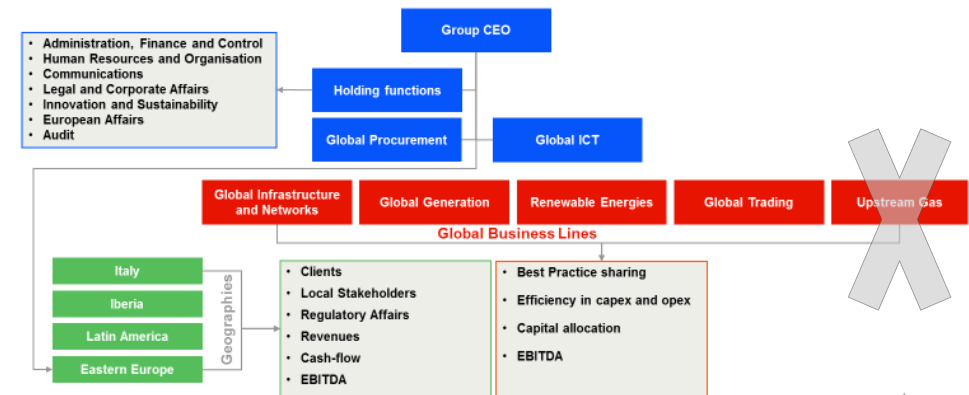 Group CEO
• Administration, Finance and Control
• Human Resources and Organisation
• Communications
• Legal and Corporate Affairs
• Innovation and Sustainability
• European Affairs
• Audit
Holding functions
Global Procurement
Global ICT
Global Infrastructure
and Networks
Global Generation
Renewable Energies
Global Trading
Upstream Gas
Global Business Lines
Italy
Iberia
Latin America
Eastern Europe
Geographies
• Clients
• Local Stakeholders
• Regulatory Affairs
• Revenues
• Cash-flow
• EBITDA
• Best Practice sharing
• Efficiency in capex and opex
• Capital allocation
• EBITDA